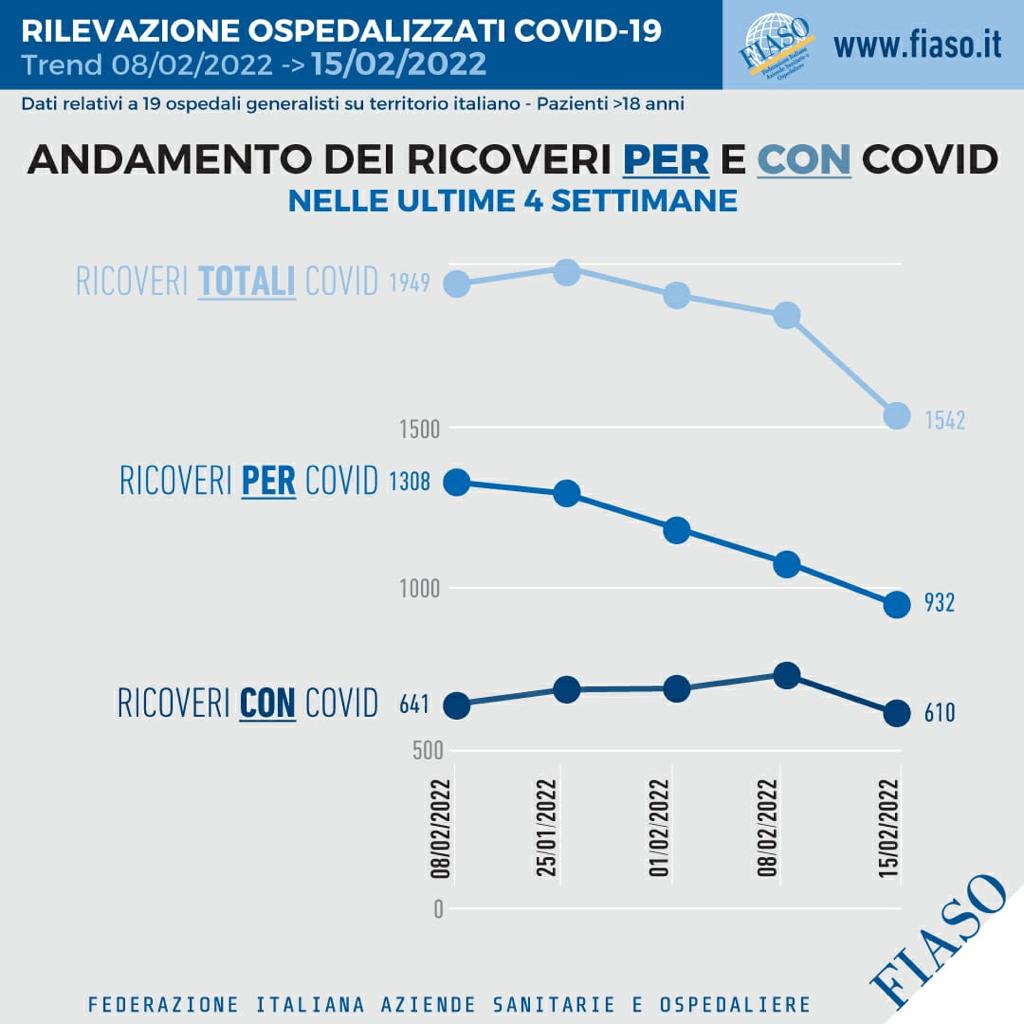 RILEVAZIONE OSPEDALIZZATI COVID-19
Trend 08/02/2022 -> 15/02/2022
FIASO
Federazione Italiana
Aziende Sanitarie e
Ospedaliere
www.fiaso.it
Dati relativi a 19 ospedali generalisti su territorio italiano - Pazienti >18 anni
ANDAMENTO DEI RICOVERI PER E CON COVID
NELLE ULTIME 4 SETTIMANE
RICOVERI TOTALI COVID 1949
1542
1500
RICOVERI PER COVID 1308
1000
932
RICOVERI CON COVID 641
610
500
08/02/2022
25/01/2022
01/02/2022
08/02/2022
15/02/2022
0
FIASO
FEDERAZIONE ITALIANA AZIENDE SANITARIE E OSPEDALIERE